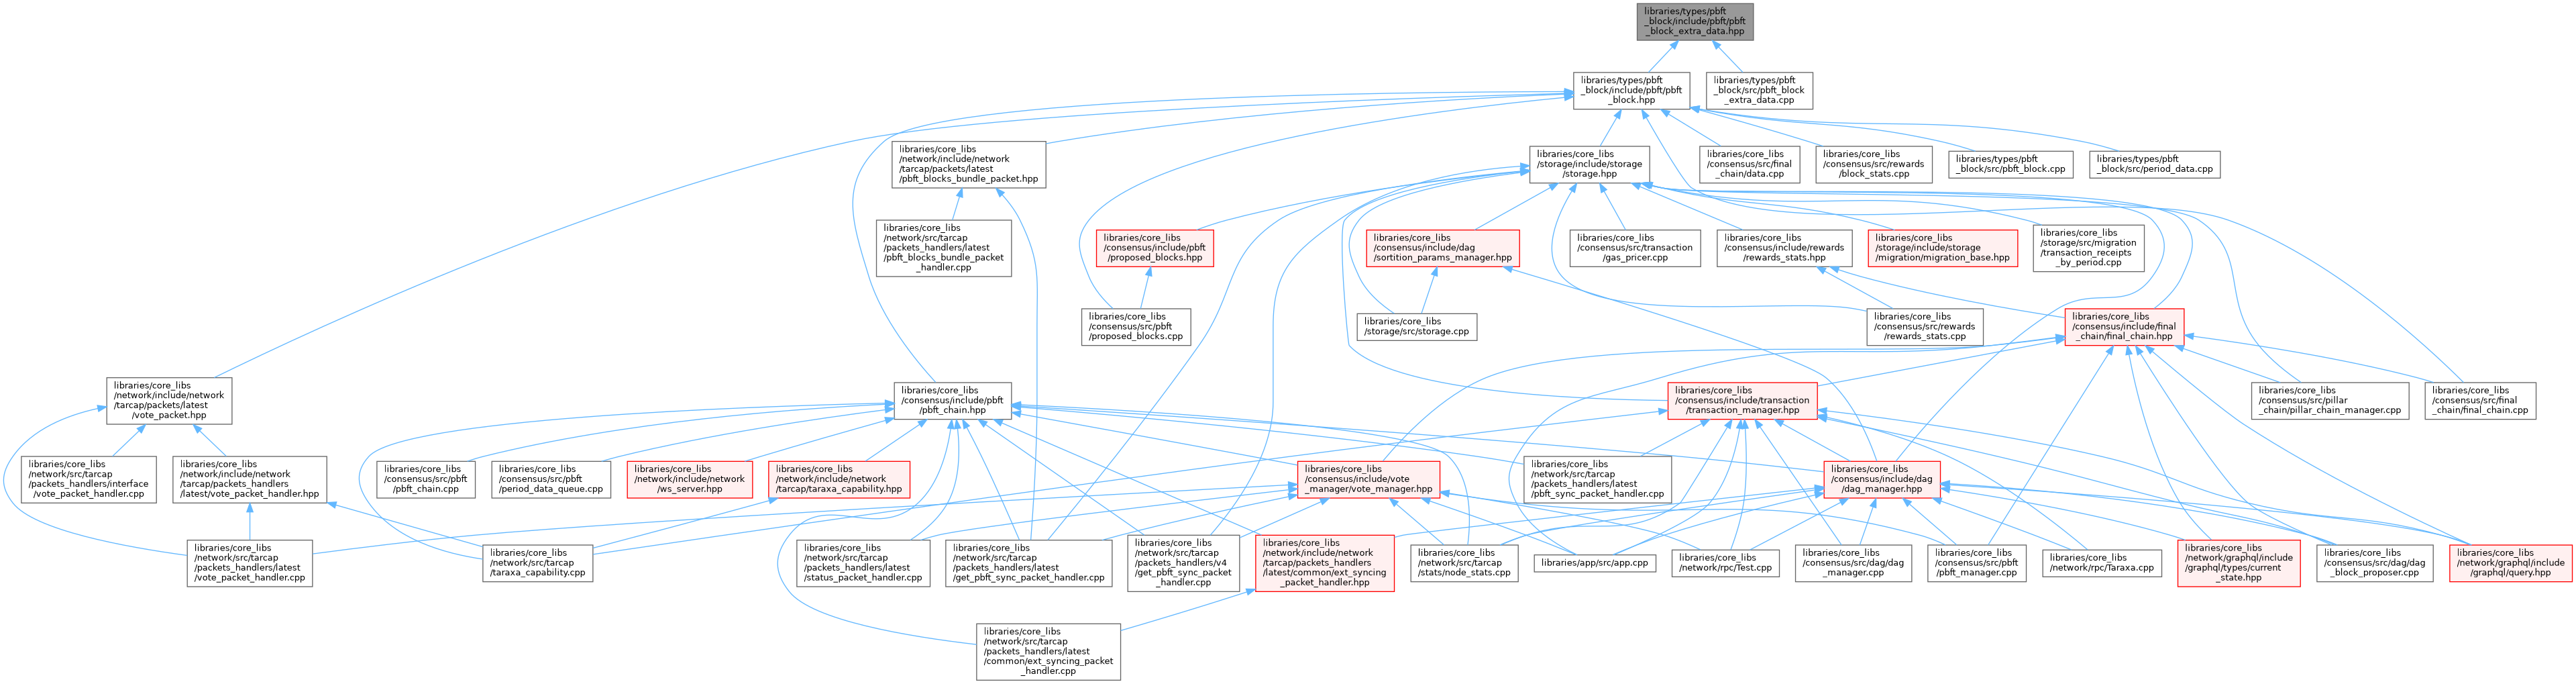 libraries/types/pbft
_block/include/pbft/pbft
_block_extra_data.hpp
libraries/types/pbft
_block/include/pbft/pbft
_block.hpp
libraries/types/pbft
_block/src/pbft_block
_extra_data.cpp
libraries/core_libs
/network/include/network
/tarcap/packets/latest
/pbft_blocks_bundle_packet.hpp
libraries/core_libs
/storage/include/storage
/storage.hpp
libraries/core_libs
/consensus/src/final
_chain/data.cpp
libraries/core_libs
/consensus/src/rewards
/block_stats.cpp
libraries/types/pbft
_block/src/pbft_block.cpp
libraries/types/pbft
_block/src/period_data.cpp
libraries/core_libs
/network/src/tarcap
/packets_handlers/latest
/pbft_blocks_bundle_packet
_handler.cpp
libraries/core_libs
/consensus/include/pbft
/proposed_blocks.hpp
libraries/core_libs
/consensus/include/dag
/sortition_params_manager.hpp
libraries/core_libs
/consensus/src/transaction
/gas_pricer.cpp
libraries/core_libs
/consensus/include/rewards
/rewards_stats.hpp
libraries/core_libs
/storage/include/storage
/migration/migration_base.hpp
libraries/core_libs
/storage/src/migration
/transaction_receipts
_by_period.cpp
libraries/core_libs
/consensus/src/pbft
/proposed_blocks.cpp
libraries/core_libs
/storage/src/storage.cpp
libraries/core_libs
/consensus/src/rewards
/rewards_stats.cpp
libraries/core_libs
/consensus/include/final
_chain/final_chain.hpp
libraries/core_libs
/network/include/network
/tarcap/packets/latest
/vote_packet.hpp
libraries/core_libs
/consensus/include/pbft
/pbft_chain.hpp
libraries/core_libs
/consensus/include/transaction
/transaction_manager.hpp
libraries/core_libs
/consensus/src/pillar
_chain/pillar_chain_manager.cpp
libraries/core_libs
/consensus/src/final
_chain/final_chain.cpp
libraries/core_libs
/network/src/tarcap
/packets_handlers/interface
/vote_packet_handler.cpp
libraries/core_libs
/network/include/network
/tarcap/packets_handlers
/latest/vote_packet_handler.hpp
libraries/core_libs
/consensus/src/pbft
/pbft_chain.cpp
libraries/core_libs
/consensus/src/pbft
/period_data_queue.cpp
libraries/core_libs
/network/include/network
/ws_server.hpp
libraries/core_libs
/network/include/network
/tarcap/taraxa_capability.hpp
libraries/core_libs
/consensus/include/vote
_manager/vote_manager.hpp
libraries/core_libs
/network/src/tarcap
/packets_handlers/latest
/pbft_sync_packet_handler.cpp
libraries/core_libs
/consensus/include/dag
/dag_manager.hpp
libraries/core_libs
/network/src/tarcap
/packets_handlers/latest
/vote_packet_handler.cpp
libraries/core_libs
/network/src/tarcap
/taraxa_capability.cpp
libraries/core_libs
/network/src/tarcap
/packets_handlers/latest
/status_packet_handler.cpp
libraries/core_libs
/network/src/tarcap
/packets_handlers/latest
/get_pbft_sync_packet_handler.cpp
libraries/core_libs
/network/src/tarcap
/packets_handlers/v4
/get_pbft_sync_packet
_handler.cpp
libraries/core_libs
/network/include/network
/tarcap/packets_handlers
/latest/common/ext_syncing
_packet_handler.hpp
libraries/core_libs
/network/src/tarcap
/stats/node_stats.cpp
libraries/app/src/app.cpp
libraries/core_libs
/network/rpc/Test.cpp
libraries/core_libs
/consensus/src/dag/dag
_manager.cpp
libraries/core_libs
/consensus/src/pbft
/pbft_manager.cpp
libraries/core_libs
/network/rpc/Taraxa.cpp
libraries/core_libs
/network/graphql/include
/graphql/types/current
_state.hpp
libraries/core_libs
/consensus/src/dag/dag
_block_proposer.cpp
libraries/core_libs
/network/graphql/include
/graphql/query.hpp
libraries/core_libs
/network/src/tarcap
/packets_handlers/latest
/common/ext_syncing_packet
_handler.cpp